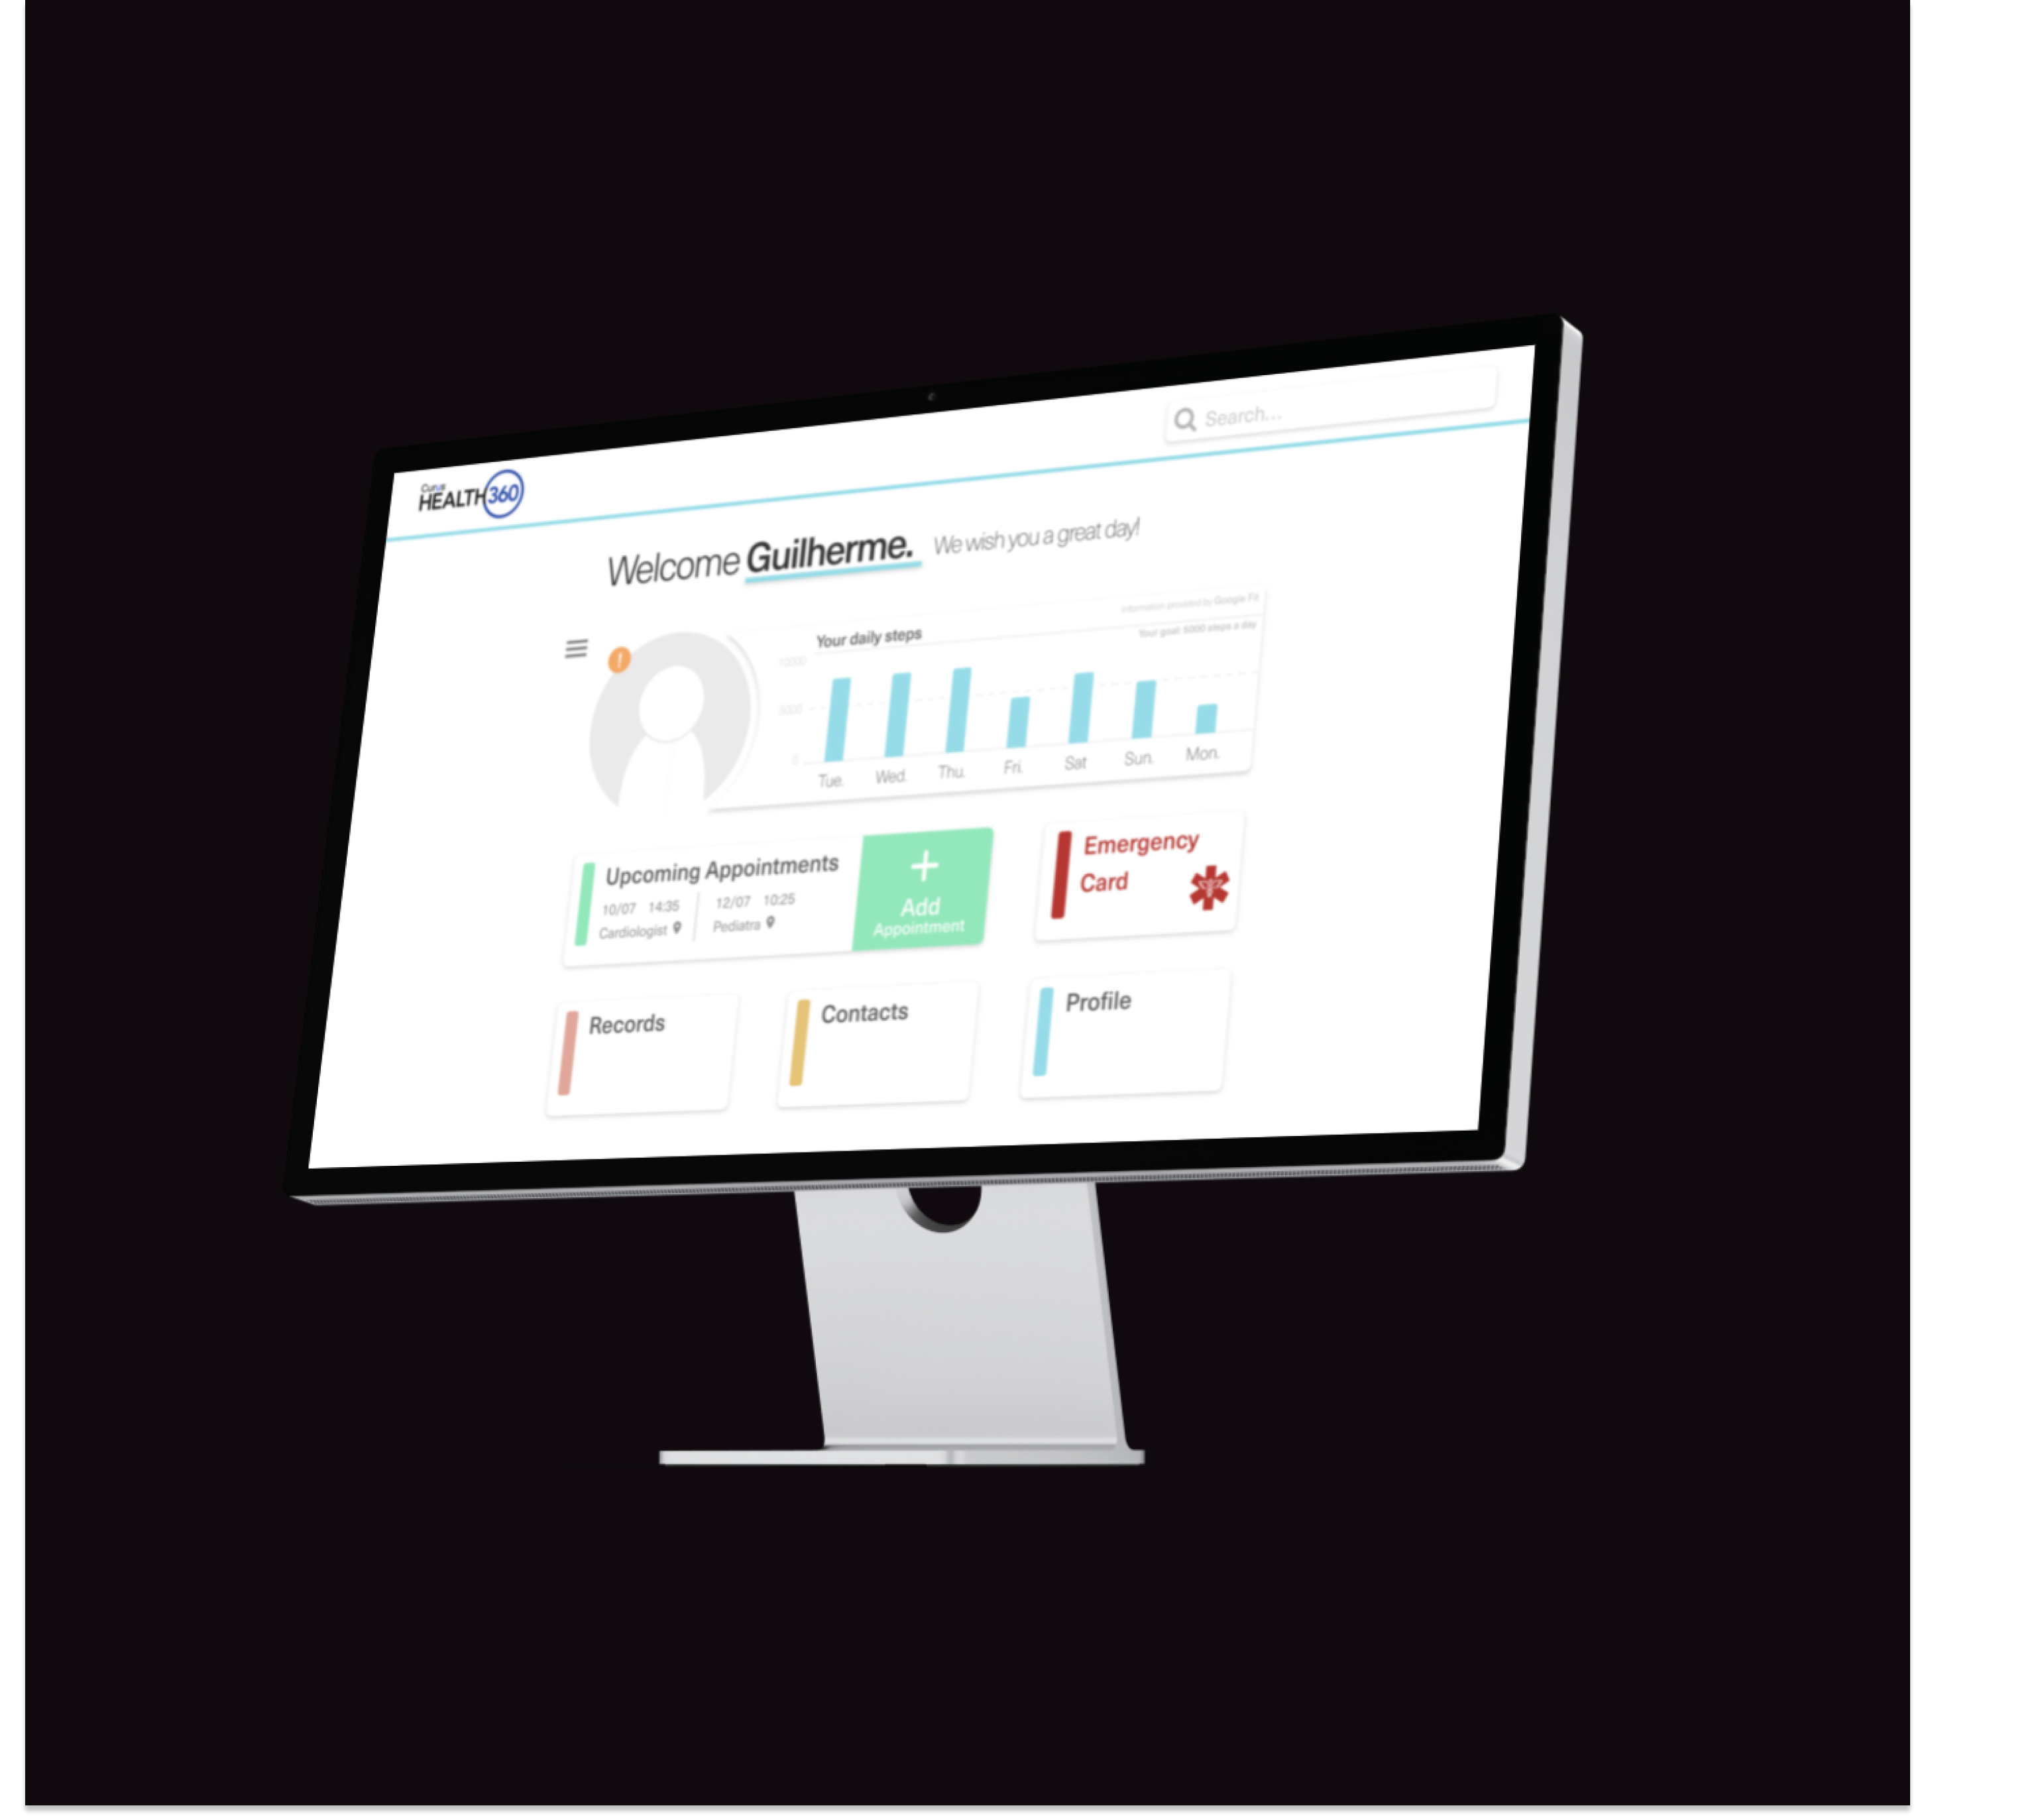 Curus
HEALTH 360
Search...
Welcome Guilherme. We wish you a great day!
Information provided by Google Fit
Your daily steps
Your goal: 5000 steps a day
10000
5000
0
Tue. Wed. Thu. Fri. Sat Sun. Mon.
Upcoming Appointments
10/07 14:35
Cardiologist
12/07 10:25
Pediatra
Add
Appointment
Emergency
Card
Records
Contacts
Profile